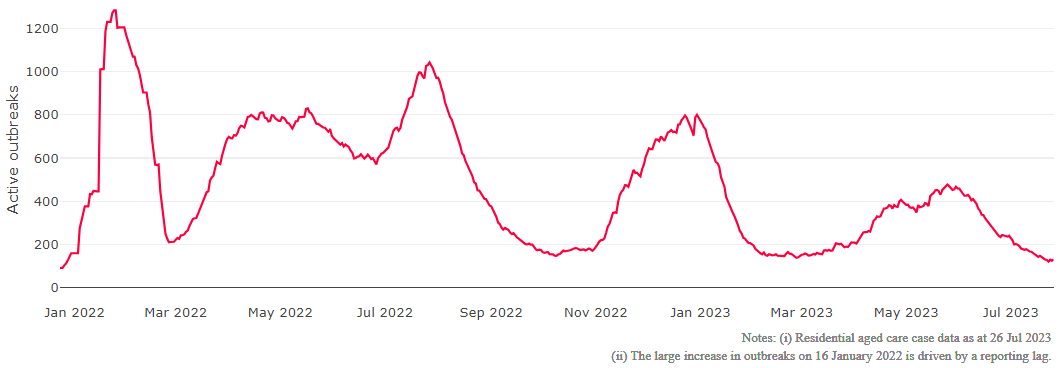 Active outbreaks
1200
1000
800
600
400
200
0
Jan 2022 Mar 2022 May 2022 Jul 2022 Sep 2022 Nov 2022 Jan 2023 Mar 2023 May 2023 Jul 2023
Notes: (i) Residential aged care case data as at 26 Jul 2023
(ii) The large increase in outbreaks on 16 January 2022 is driven by a reporting lag.